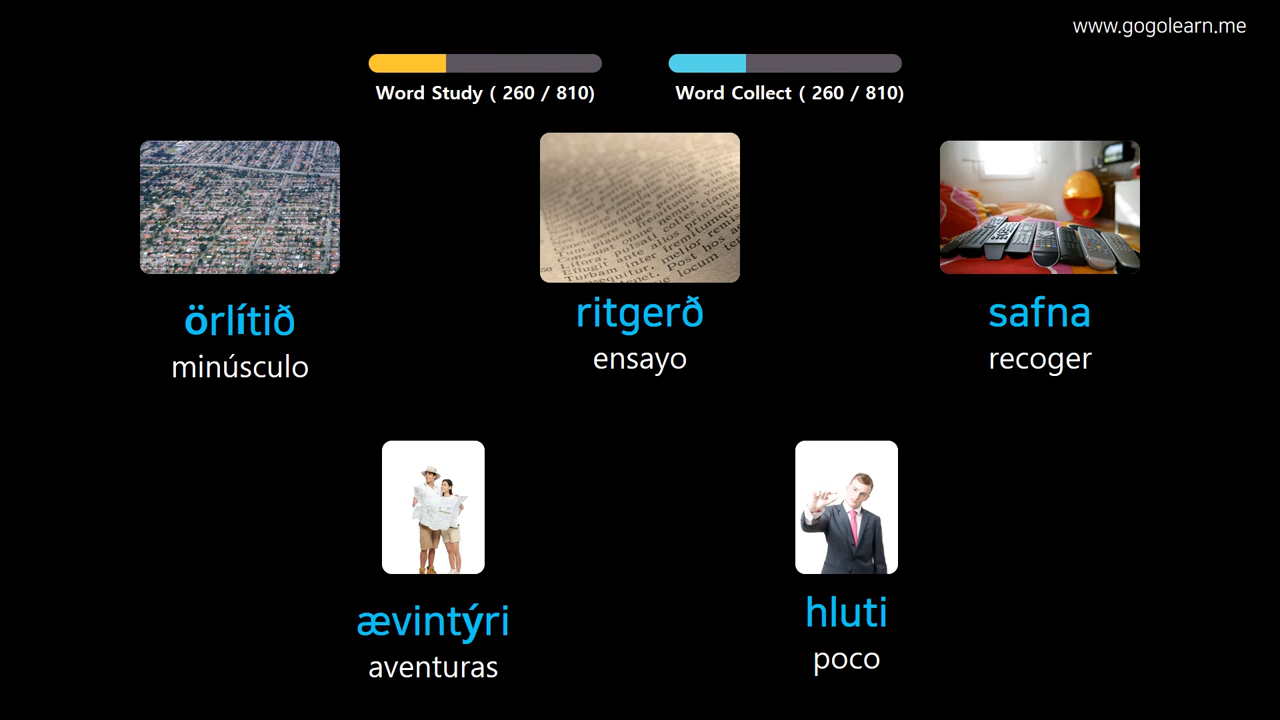 www.gogolearn.me
Word Study ( 260 / 810)
Word Collect ( 260 / 810)
örlítið
minúsculo
ritgerð
ensayo
safna
recoger
ævintýri
aventuras
hluti
poco